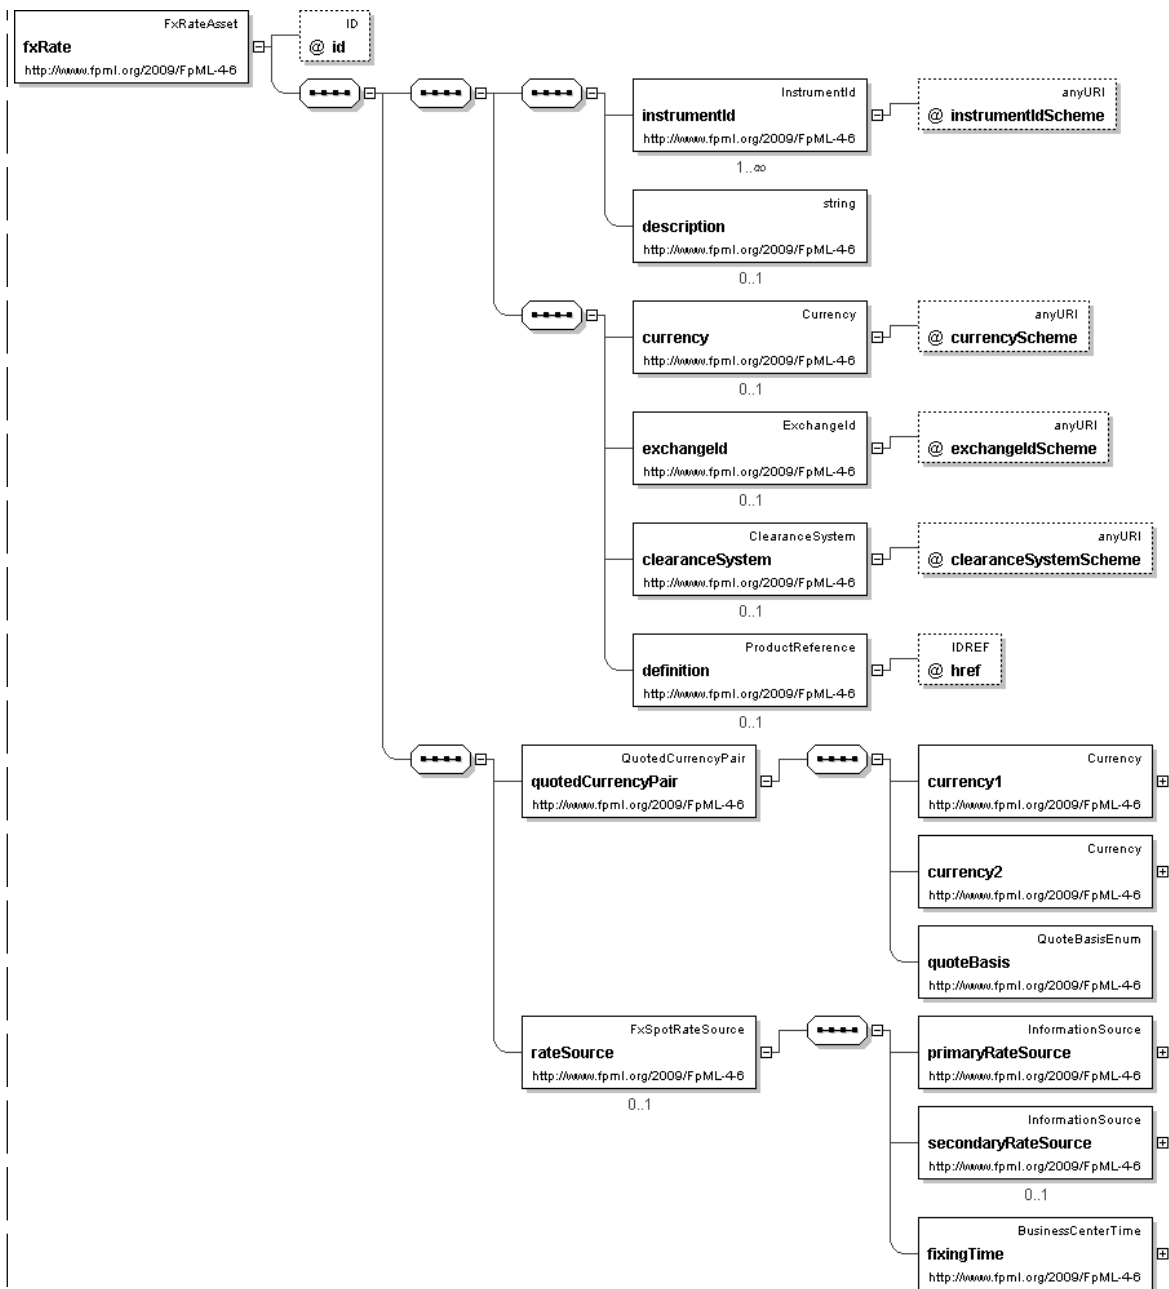 FxRateAsset
fxRate
http://www.fpml.org/2009/FpML-4-6
ID
@ id
InstrumentId
instrumentId
http://www.fpml.org/2009/FpML-4-6
1..∞
anyURI
@ instrumentIdScheme
string
description
http://www.fpml.org/2009/FpML-4-6
0..1
Currency
currency
http://www.fpml.org/2009/FpML-4-6
0..1
anyURI
@ currencyScheme
ExchangeId
exchangeId
http://www.fpml.org/2009/FpML-4-6
0..1
anyURI
@ exchangeIdScheme
ClearanceSystem
clearanceSystem
http://www.fpml.org/2009/FpML-4-6
0..1
anyURI
@ clearanceSystemScheme
ProductReference
definition
http://www.fpml.org/2009/FpML-4-6
0..1
IDREF
@ href
QuotedCurrencyPair
quotedCurrencyPair
http://www.fpml.org/2009/FpML-4-6
Currency
currency1
http://www.fpml.org/2009/FpML-4-6
Currency
currency2
http://www.fpml.org/2009/FpML-4-6
QuoteBasisEnum
quoteBasis
http://www.fpml.org/2009/FpML-4-6
FxSpotRateSource
rateSource
http://www.fpml.org/2009/FpML-4-6
0..1
InformationSource
primaryRateSource
http://www.fpml.org/2009/FpML-4-6
InformationSource
secondaryRateSource
http://www.fpml.org/2009/FpML-4-6
0..1
BusinessCenterTime
fixingTime
http://www.fpml.org/2009/FpML-4-6